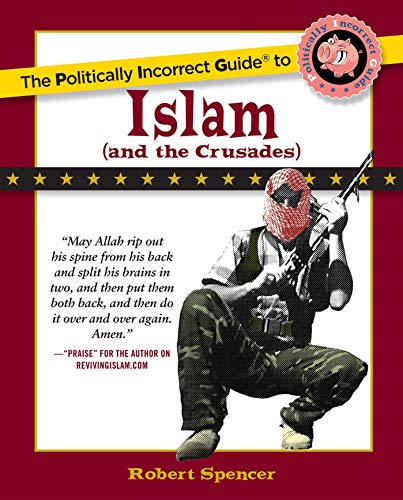 The Politically Incorrect Guide® to
Politically Incorrect Guide
Islam
(and the Crusades)
“May Allah rip out
his spine from his back
and split his brains in
two, and then put them
both back, and then do
it over and over again.
Amen.”
—“PRAISE” FOR THE AUTHOR ON
REVIVINGISLAM.COM
Robert Spencer